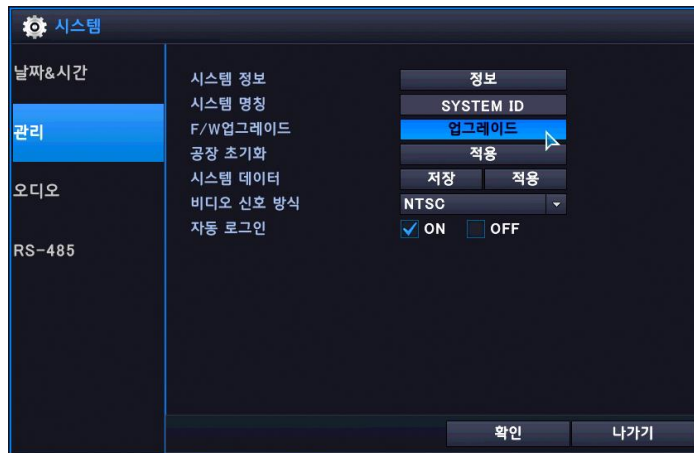 시스템
날짜&시간
관리
오디오
RS-485
시스템 정보 정보
시스템 명칭 SYSTEM ID
F/W업그레이드 업그레이드
공장 초기화 적용
시스템 데이터 저장 적용
비디오 신호 방식 NTSC
자동 로그인 ON OFF
확인 나가기